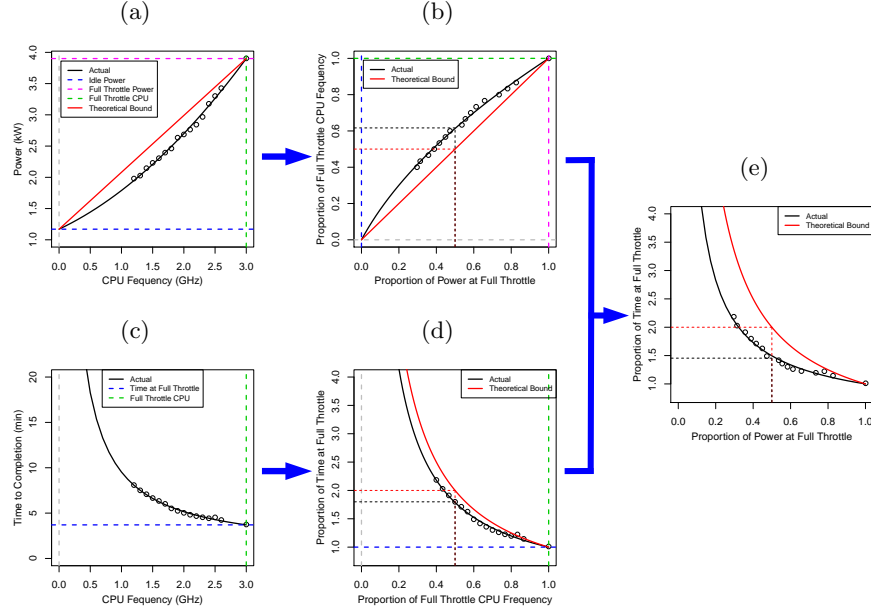 (a)
4.0
3.5
3.0
2.5
2.0
1.5
1.0
Power (kW)
Actual
Idle Power
Full Throttle Power
Full Throttle CPU
Theoretical Bound
0.0 0.5 1.0 1.5 2.0 2.5 3.0
CPU Fequency (GHz)
(b)
1.0
0.8
0.6
0.4
0.2
0.0
Proportion of Full Throttle CPU Fequency
Actual
Theoretical Bound
0.0 0.2 0.4 0.6 0.8 1.0
Proportion of Power at Full Throttle
(c)
20
15
10
5
0
Time to Completion (min)
Actual
Time at Full Throttle
Full Throttle CPU
0.0 0.5 1.0 1.5 2.0 2.5 3.0
CPU Fequency (GHz)
(d)
4.0
3.5
3.0
2.5
2.0
1.5
1.0
Proportion of Time at Full Throttle
Actual
Theoretical Bound
0.0 0.2 0.4 0.6 0.8 1.0
Proportion of Full Throttle CPU Frequency
(e)
4.0
3.5
3.0
2.5
2.0
1.5
1.0
Proportion of Time at Full Throttle
Actual
Theoretical Bound
0.0 0.2 0.4 0.6 0.8 1.0
Proportion of Power at Full Throttle